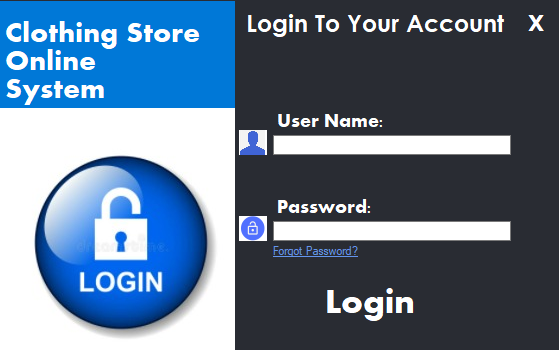 Clothing Store
Online
System
LOGIN
Login To Your Account
X
User Name:
Password:
Forgot Password?
Login